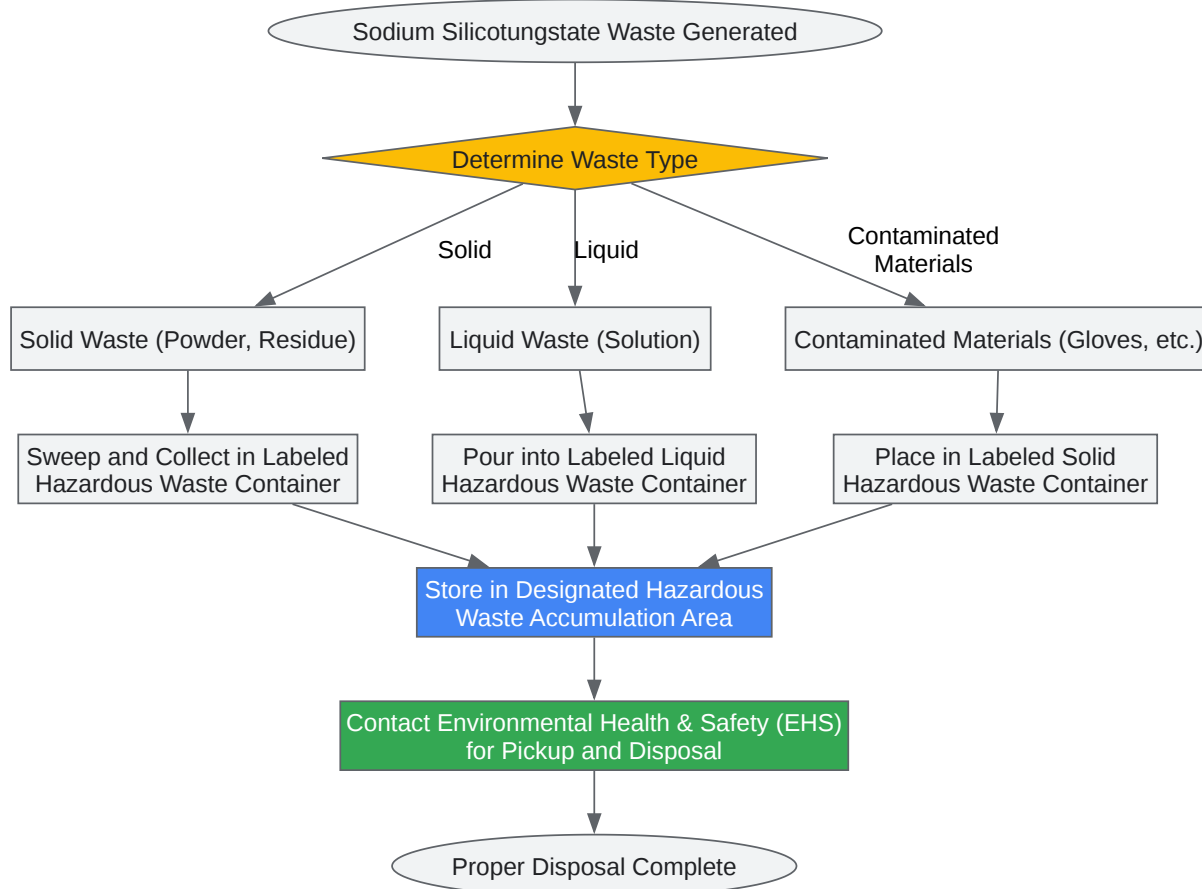 Sodium Silicotungstate Waste Generated
Determine Waste Type
Solid
Liquid
Contaminated
Materials
Solid Waste (Powder, Residue)
Liquid Waste (Solution)
Contaminated Materials (Gloves, etc.)
Sweep and Collect in Labeled
Hazardous Waste Container
Pour into Labeled Liquid
Hazardous Waste Container
Place in Labeled Solid
Hazardous Waste Container
Store in Designated Hazardous
Waste Accumulation Area
Contact Environmental Health & Safety (EHS)
for Pickup and Disposal
Proper Disposal Complete